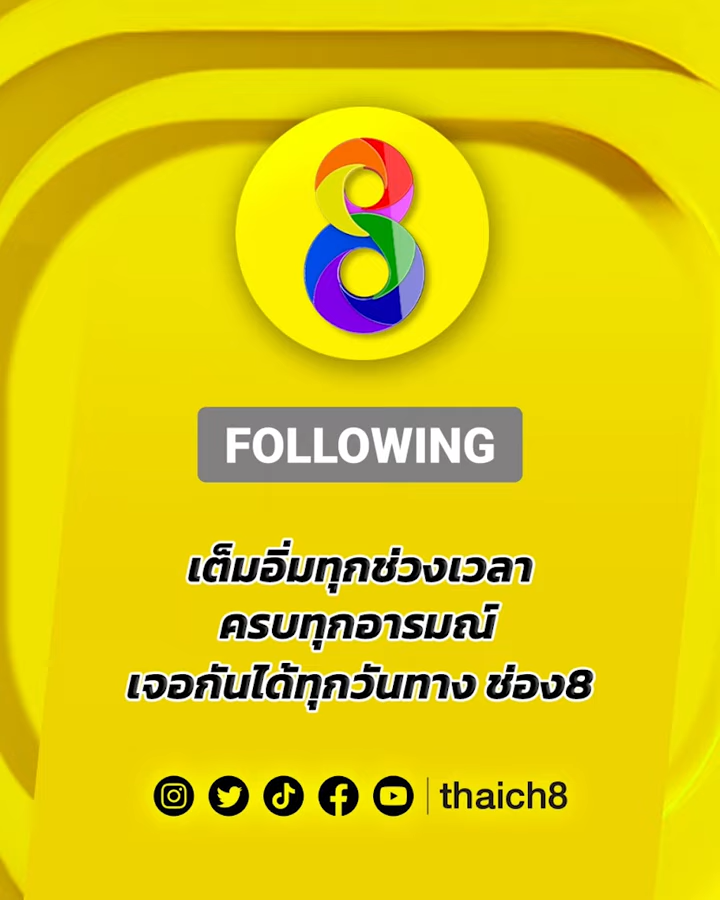 8
FOLLOWING
เต็มอิ่มทุกช่วงเวลา
ครบทุกอารมณ์
เจอกันได้ทุกวันทาง ช่อง8
thaich8